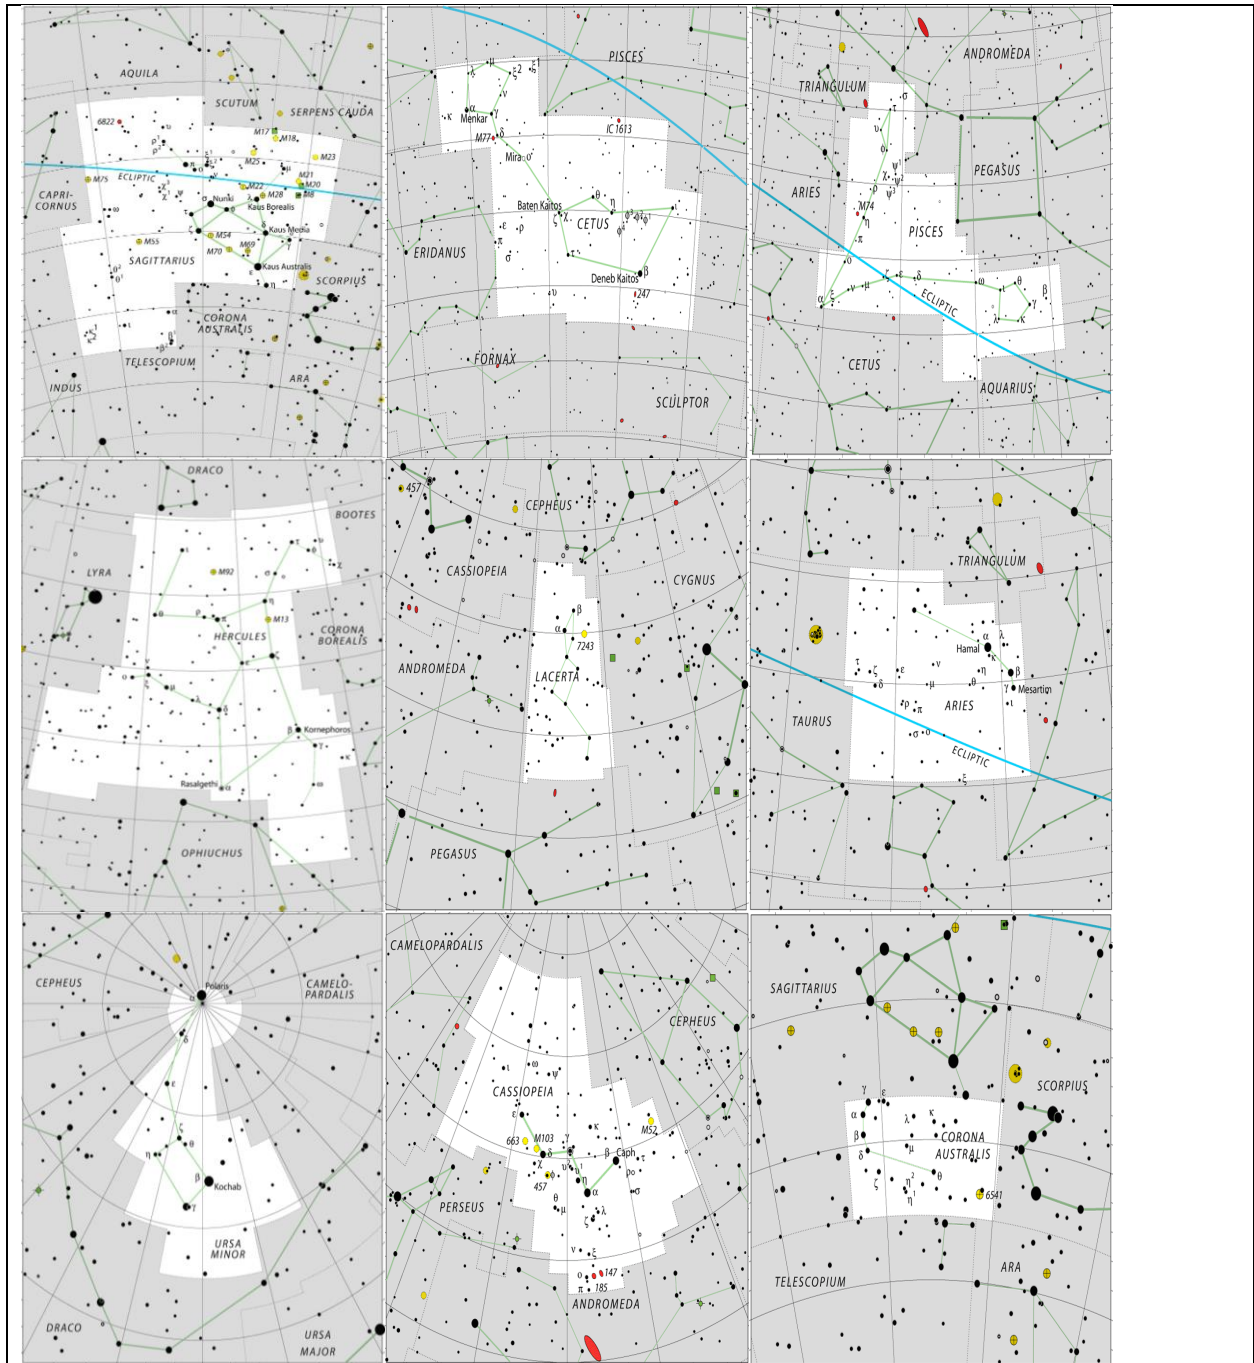 AQUILA
SCUTUM
SERPENS CAUDA
6822
M17
M18
M23
M25
ECLIPTIC
M21
M20
M75
M22
M28
M8
CAPRI-
CORNUS
Nunki
Kaus Borealis
M55
M54
Kaus Media
M70
M69
SAGITTARIUS
Kaus Australis
SCORPIUS
CORONA
AUSTRALIS
TELESCOPIUM
INDUS
ARA
PISCES
Menkar
M77
IC 1613
Mira
Baten Kaitos
CETUS
ERIDANUS
Deneb Kaitos
247
FORNAX
SCULPTOR
ANDROMEDA
TRIANGULUM
PEGASUS
ARIES
M74
PISCES
ECLIPTIC
CETUS
AQUARIUS
DRACO
BOOTES
LYRA
M92
M13
HERCULES
CORONA
BOREALIS
Kornephoros
Rasalgethi
OPHIUCHUS
457
CEPHEUS
CASSIOPEIA
CYGNUS
β
α
7243
ANDROMEDA
LACERTA
PEGASUS
TRIANGULUM
α λ
Hamal
κ
τ ζ ε ν η β
δ μ θ γ Mesartim
ρ π ARIES ι
TAURUS
σ ο
ECLIPTIC
ξ
Polaris
α
CEPHEUS
CAMELO-
PARDALIS
δ
ε
ζ
η θ
β
Kochab
γ
URSA
MINOR
DRACO
URSA
MAJOR
CAMELOPARDALIS
CEPHEUS
ι ω ψ
CASSIOPEIA
ε
663 M103 κ M52
γ
δ β Caph
χ
457
PERSEUS
θ μ
ν ξ
ο 147
π 185
ANDROMEDA
SAGITTARIUS
SCORPIUS
γ ε
α λ κ
β CORONA
AUSTRALIS
δ
ζ η² θ
η¹ 6541
TELESCOPIUM
ARA